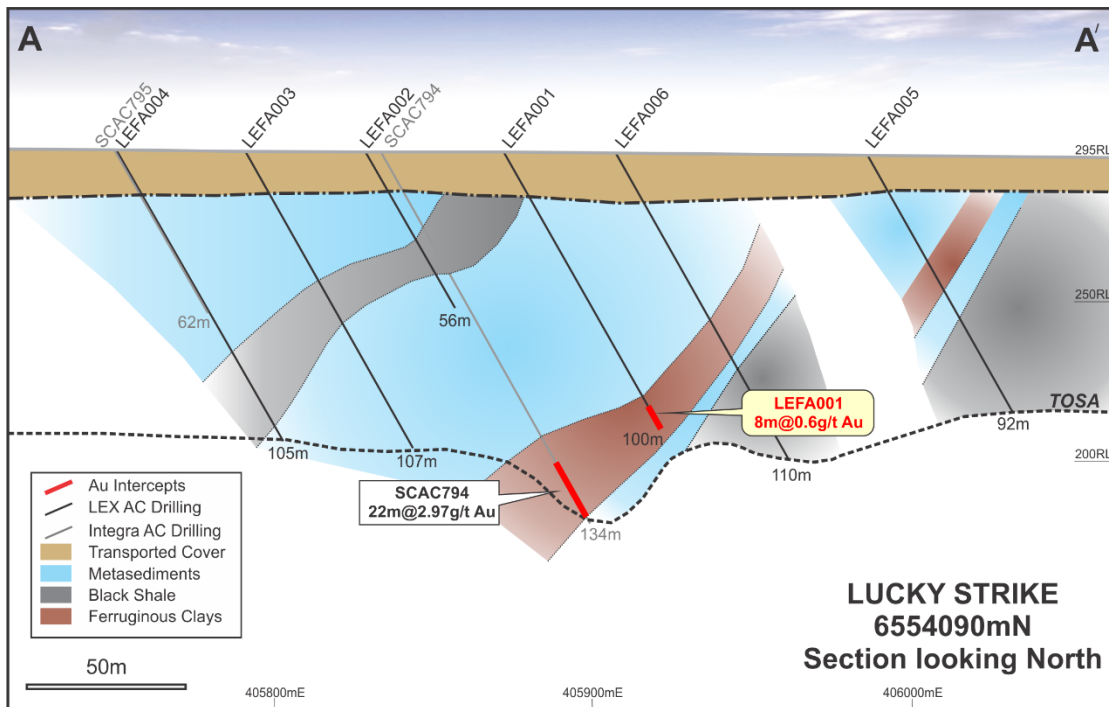 A
A'
SCAC795
LEFA004
LEFA003
LEFA002
SCAC794
LEFA001
LEFA006
LEFA005
295RL
250RL
62m
56m
LEFA001
8m@0.6g/t Au
TOSA
100m
92m
105m
107m
110m
200RL
SCAC794
22m@2.97g/t Au
134m
Au Intercepts
LEX AC Drilling
Integra AC Drilling
Transported Cover
Metasediments
Black Shale
Ferruginous Clays
LUCKY STRIKE
6554090mN
Section looking North
50m
405800mE
405900mE
406000mE